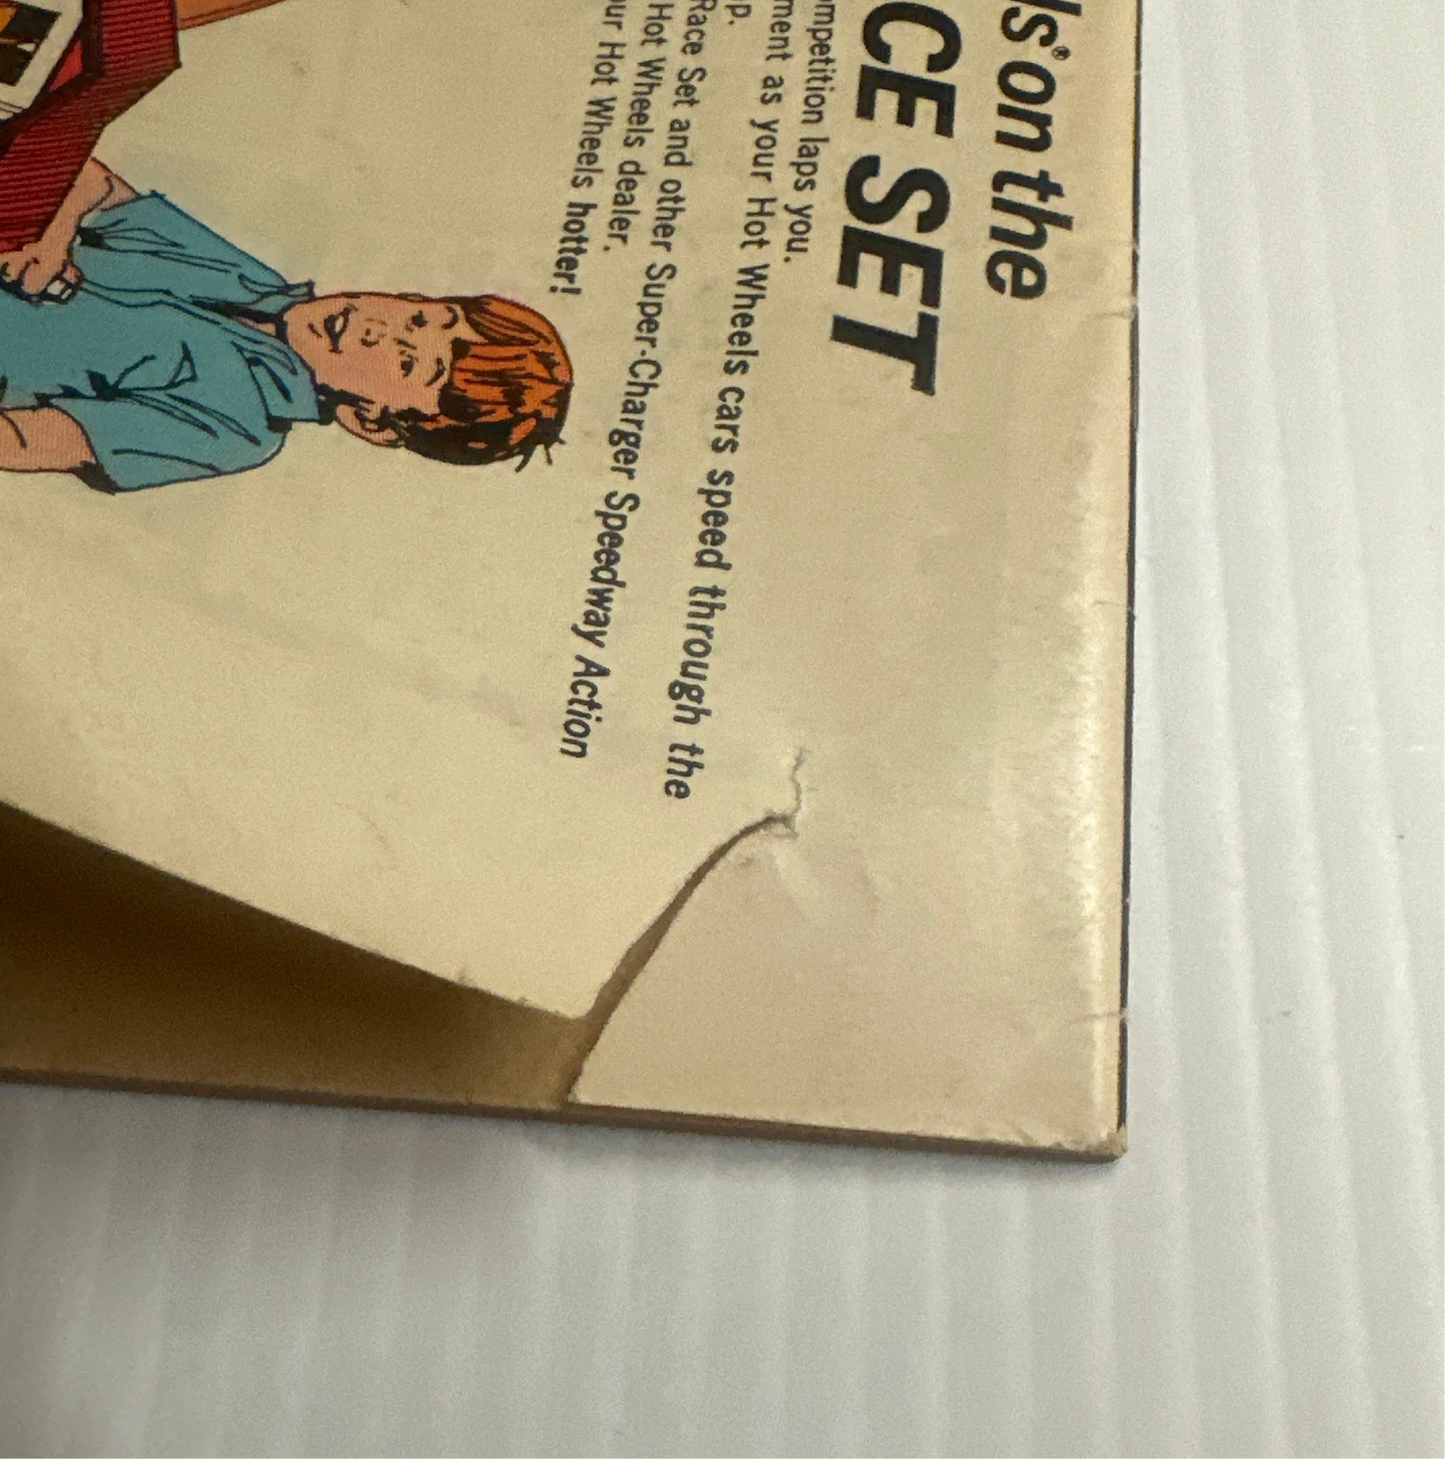 ls® on the
CE SET
ompetition laps you.
ment as your Hot Wheels cars speed through the
p.
Race Set and other Super-Charger Speedway Action
Hot Wheels dealer.
ur Hot Wheels hotter!